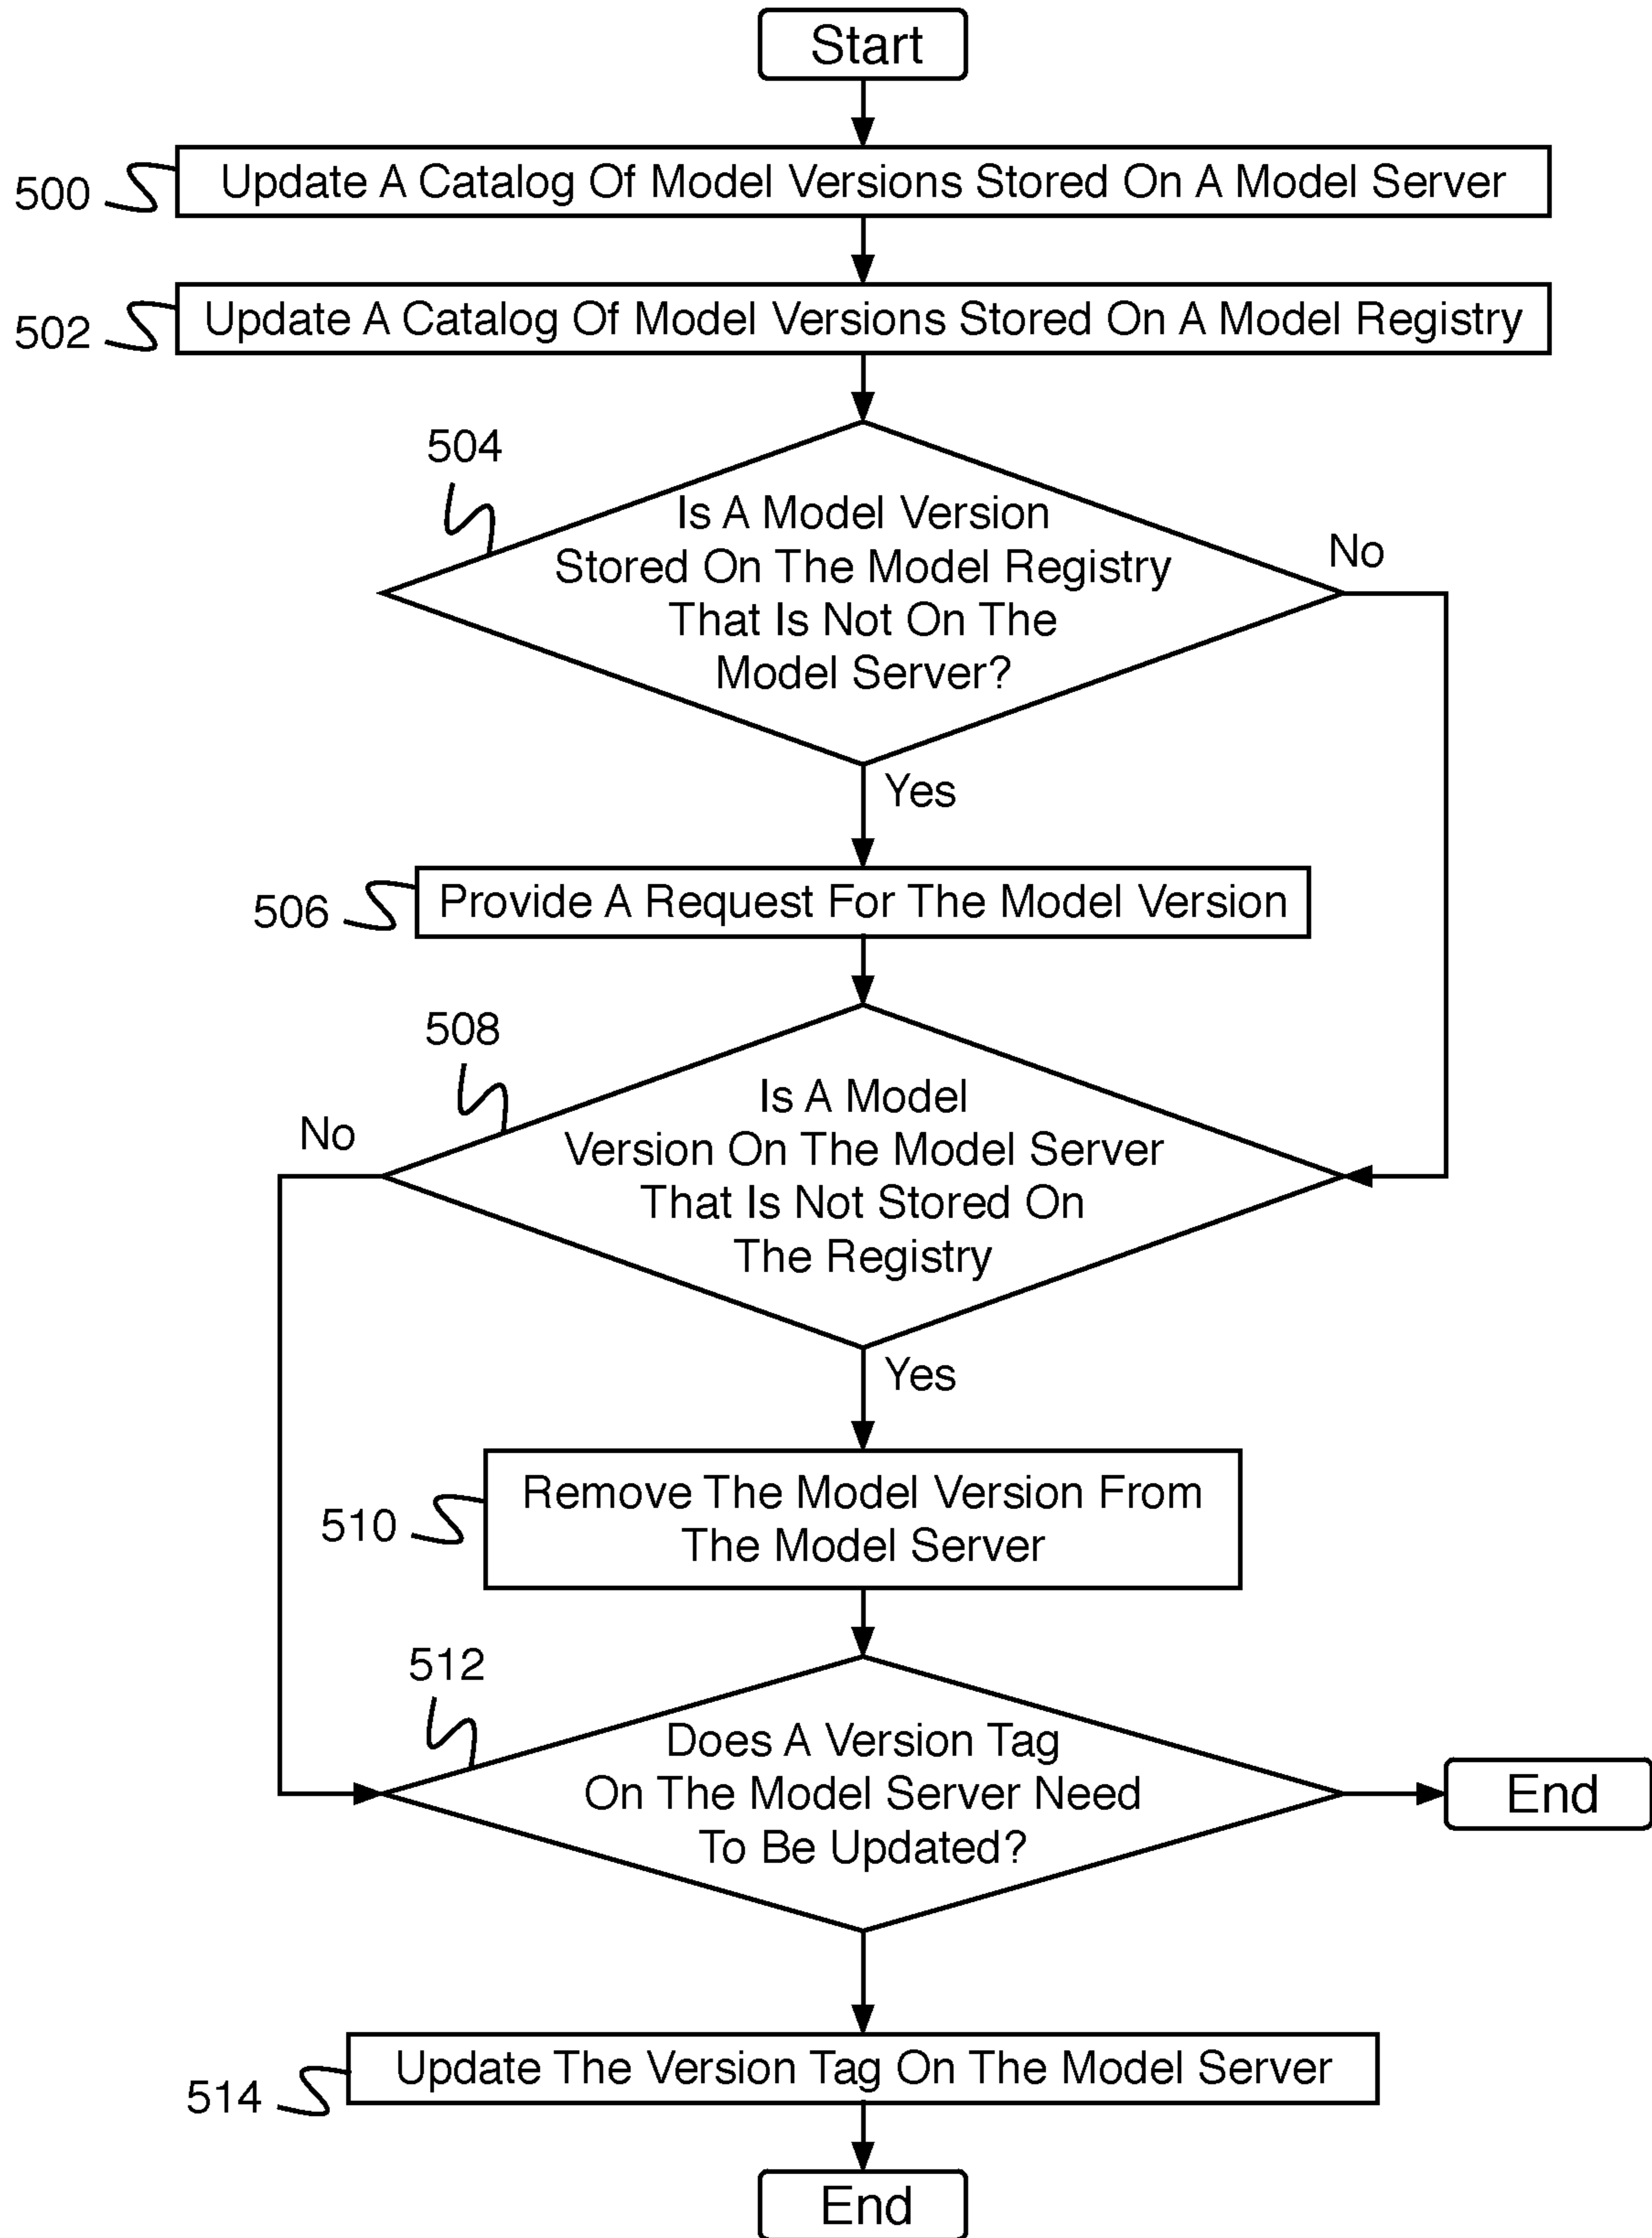 Start
500
Update A Catalog Of Model Versions Stored On A Model Server
502
Update A Catalog Of Model Versions Stored On A Model Registry
504
Is A Model Version
Stored On The Model Registry
That Is Not On The
Model Server?
No
Yes
506
Provide A Request For The Model Version
508
Is A Model
Version On The Model Server
That Is Not Stored On
The Registry
No
Yes
510
Remove The Model Version From
The Model Server
512
Does A Version Tag
On The Model Server Need
To Be Updated?
End
514
Update The Version Tag On The Model Server
End